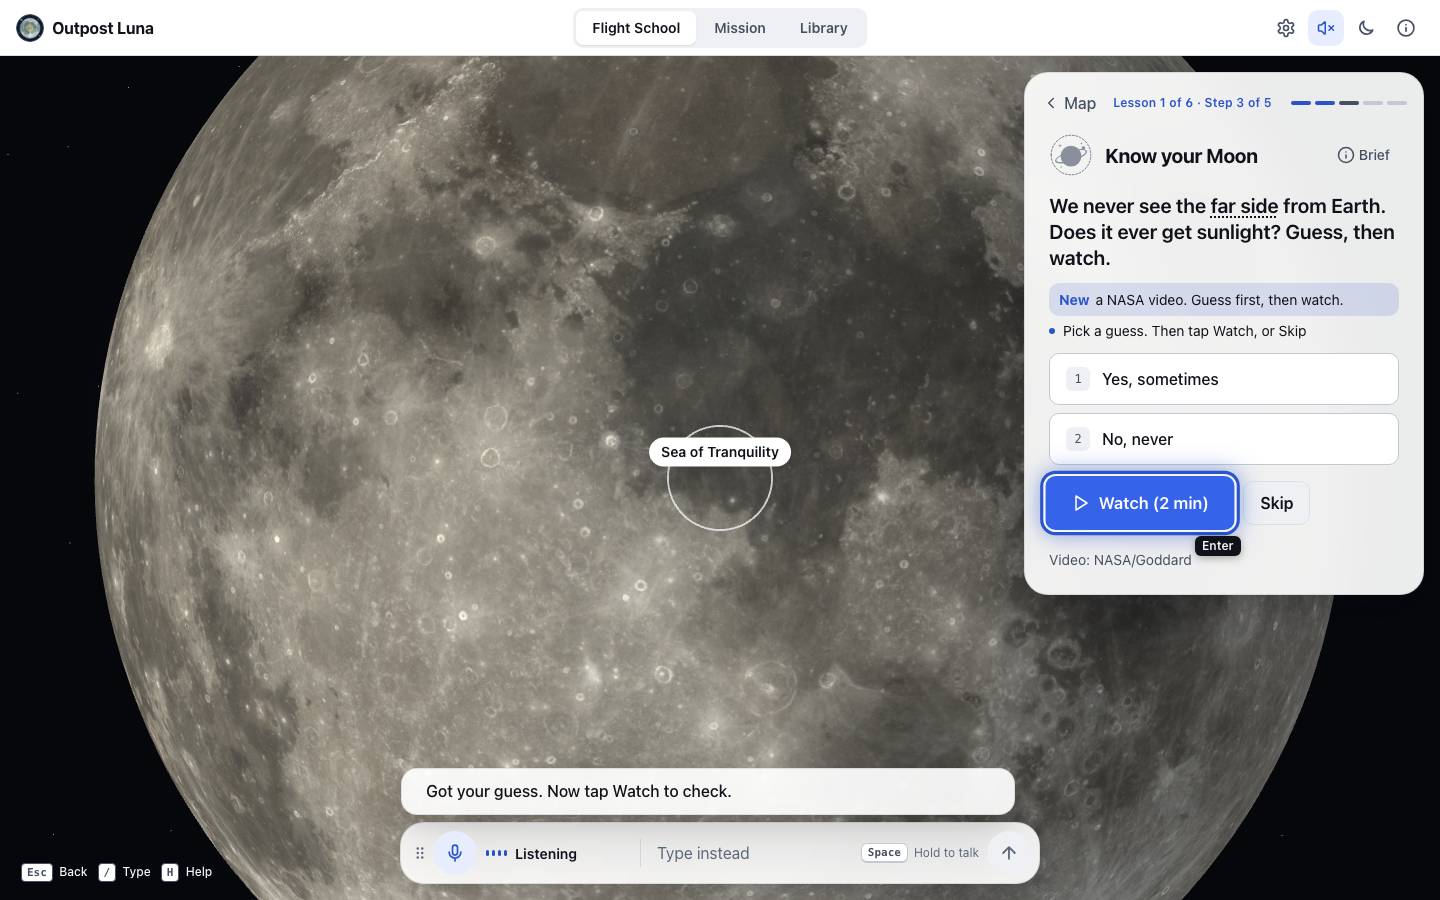 Outpost Luna
Flight School
Mission
Library
Map
Lesson 1 of 6 · Step 3 of 5
Know your Moon
Brief
We never see the far side from Earth.
Does it ever get sunlight? Guess, then
watch.
New a NASA video. Guess first, then watch.
Pick a guess. Then tap Watch, or Skip
1 Yes, sometimes
2 No, never
Watch (2 min)
Skip
Enter
Video: NASA/Goddard
Sea of Tranquility
Got your guess. Now tap Watch to check.
Listening
Type instead
Space Hold to talk
Esc Back / Type H Help